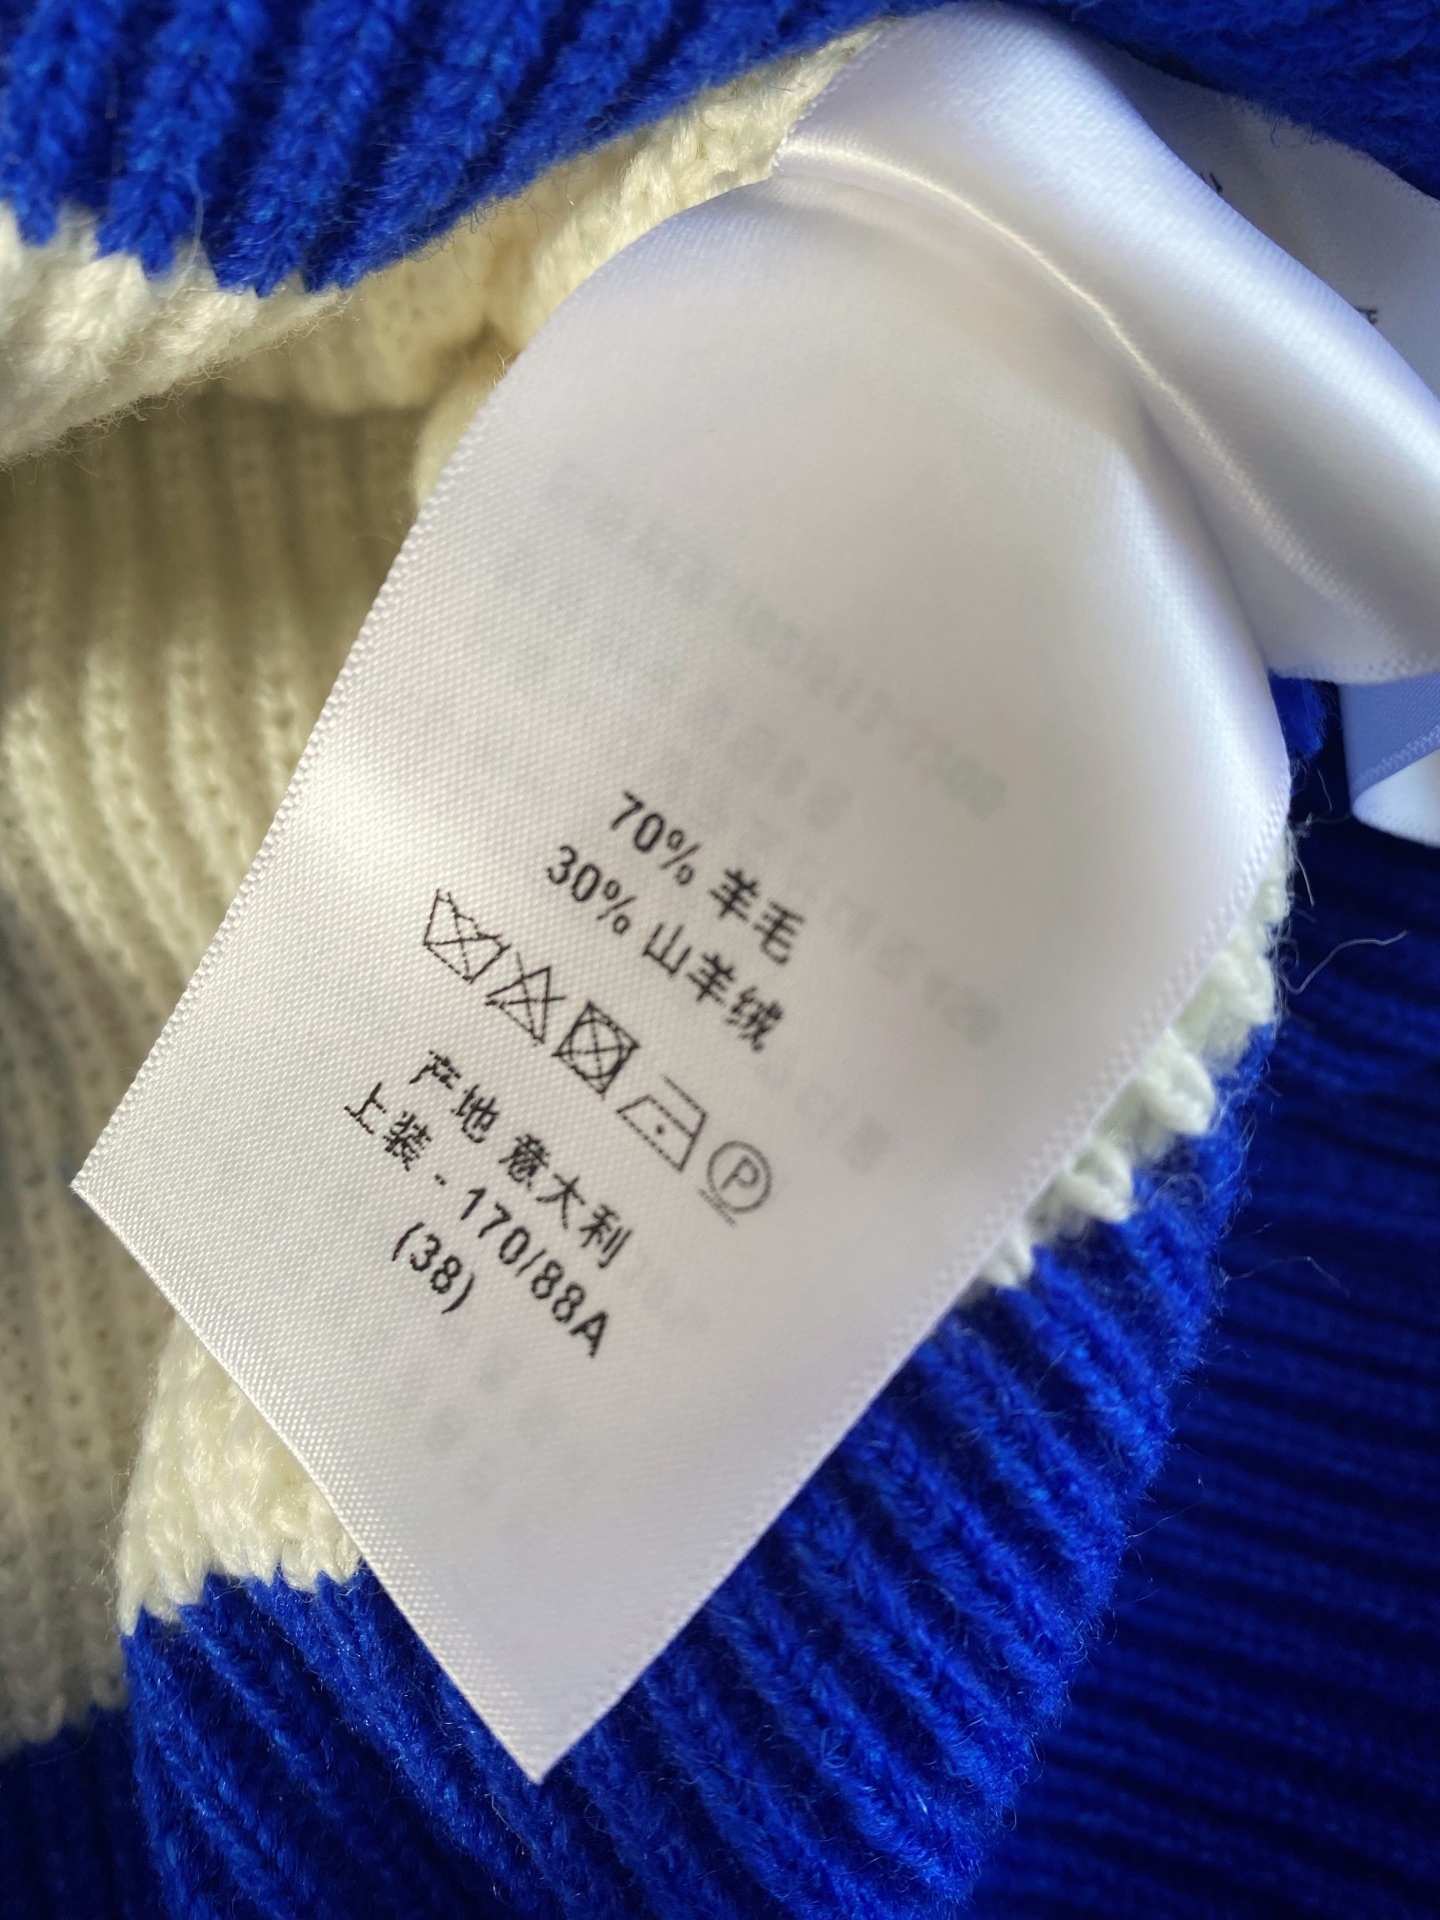 70% 羊毛
30% 山羊绒
P
产地 意大利
上装 - 170/88A
(38)